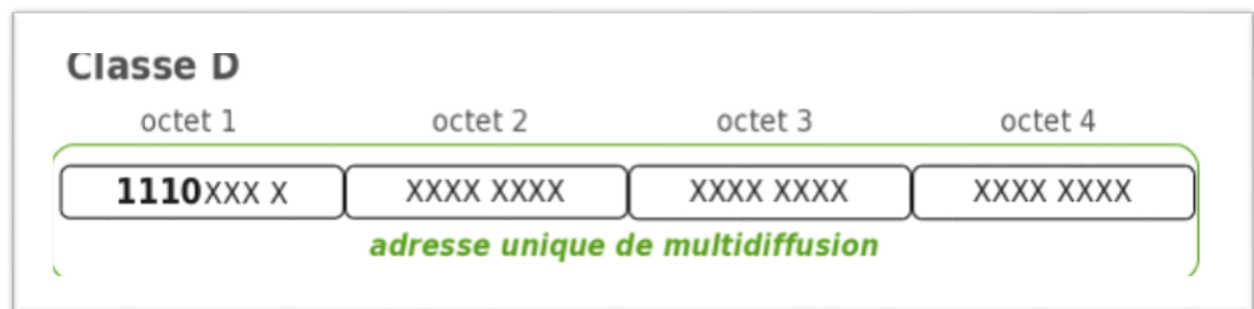 Classe D
octet 1 octet 2 octet 3 octet 4
1110XXX X XXXX XXXX XXXX XXXX XXXX XXXX
adresse unique de multidiffusion